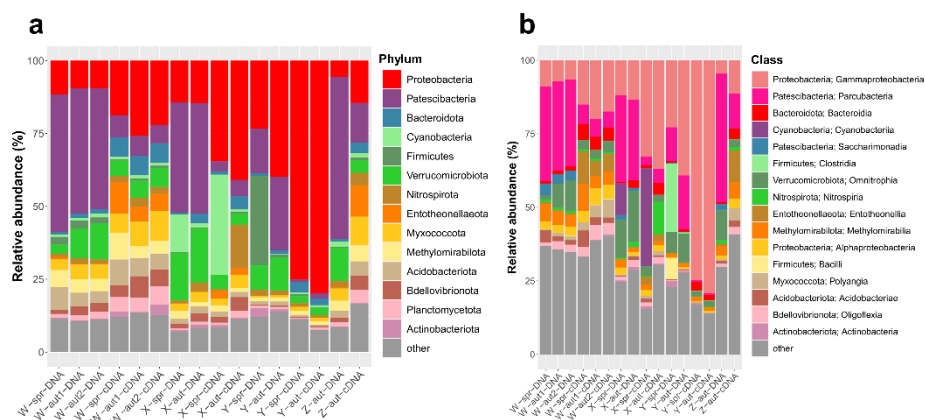 a
Relative abundance (%)
100
75
50
25
0
W-spr-DNA
W-aut1-DNA
W-aut2-DNA
W-spr-cDNA
W-aut1-cDNA
W-aut2-cDNA
X-spr-DNA
X-aut-DNA
X-spr-cDNA
X-aut-cDNA
Y-spr-DNA
Y-aut-DNA
Y-spr-cDNA
Y-aut-cDNA
Z-aut-DNA
Z-aut-cDNA
Phylum
Proteobacteria
Patescibacteria
Bacteroidota
Cyanobacteria
Firmicutes
Verrucomicrobiota
Nitrospirota
Entotheonellaeota
Myxococcota
Methylomirabilota
Acidobacteriota
Bdellovibrionota
Planctomycetota
Actinobacteriota
other
b
Relative abundance (%)
100
75
50
25
0
W-spr-DNA
W-aut1-DNA
W-aut2-DNA
W-spr-cDNA
W-aut1-cDNA
W-aut2-cDNA
X-spr-DNA
X-aut-DNA
X-spr-cDNA
X-aut-cDNA
Y-spr-DNA
Y-aut-DNA
Y-spr-cDNA
Y-aut-cDNA
Z-aut-DNA
Z-aut-cDNA
Class
Proteobacteria; Gammaproteobacteria
Patescibacteria; Parcubacteria
Bacteroidota; Bacteroidia
Cyanobacteria; Cyanobacteriia
Patescibacteria; Saccharimonadia
Firmicutes; Clostridia
Verrucomicrobiota; Omnitrophia
Nitrospirota; Nitrospiria
Entotheonellaeota; Entotheonellia
Methylomirabilota; Methylomirabilia
Proteobacteria; Alphaproteobacteria
Firmicutes; Bacilli
Myxococcota; Polyangia
Acidobacteriota; Acidobacteriae
Bdellovibrionota; Oligoflexia
Actinobacteriota; Actinobacteria
other